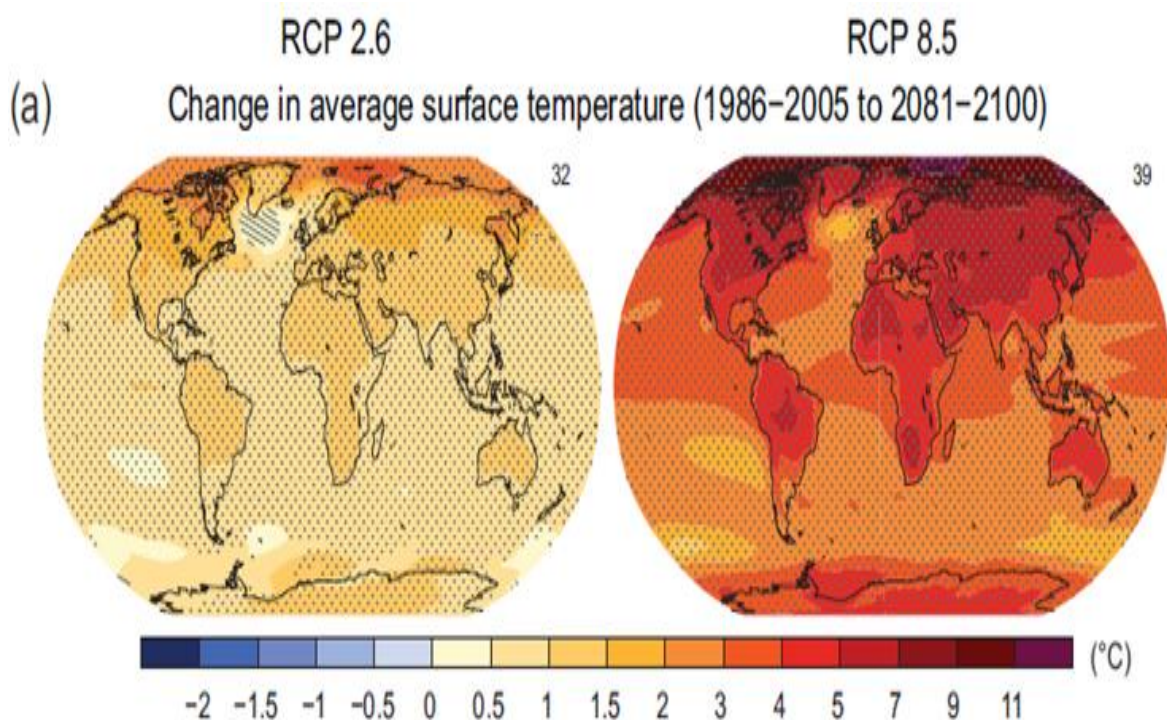 RCP 2.6 RCP 8.5
(a) Change in average surface temperature (1986−2005 to 2081−2100)
32 39
(°C)
−2 −1.5 −1 −0.5 0 0.5 1 1.5 2 3 4 5 7 9 11